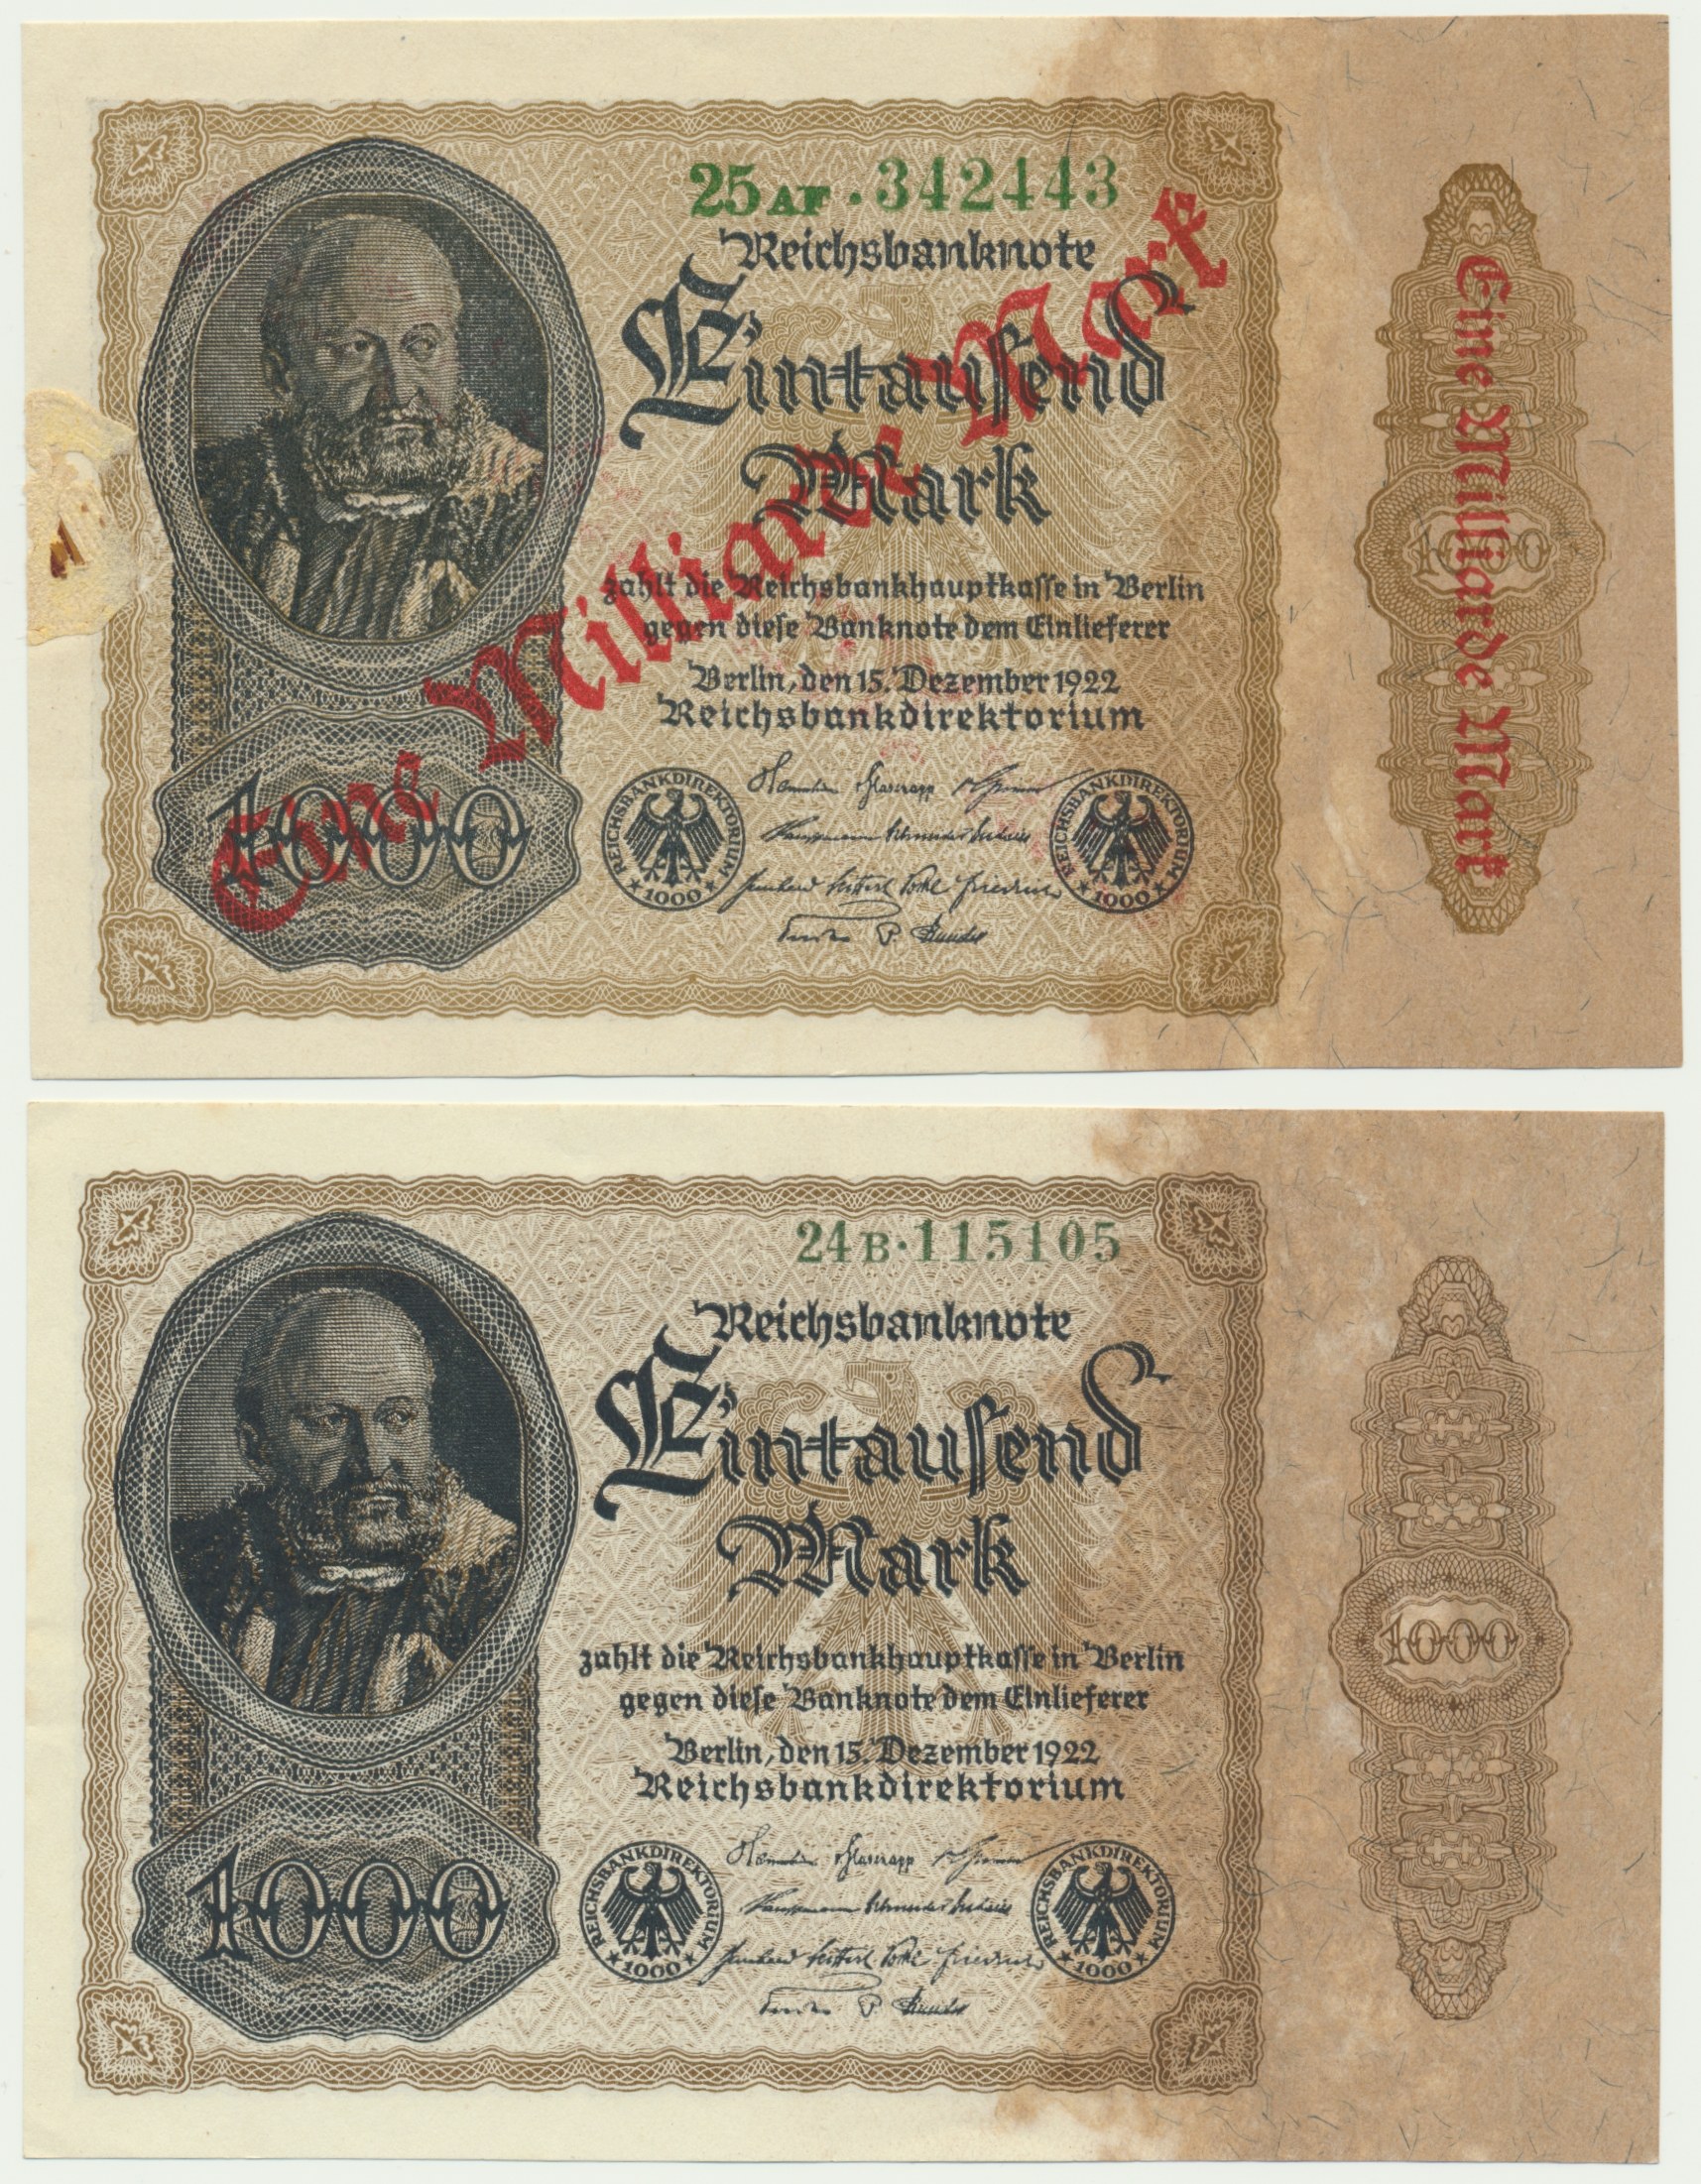 25AF·342443
Reichsbanknote
Eintausend
Mark
Eine Milliarde Mark
zahlt die Reichsbankhauptkasse in Berlin
gegen diese Banknote dem Einlieferer
Berlin, den 15. Dezember 1922
Reichsbankdirektorium
1000
REICHSBANKDIREKTORIUM
1000
REICHSBANKDIREKTORIUM
1000
Eine Milliarde Mark
1000
24B·115105
Reichsbanknote
Eintausend
Mark
zahlt die Reichsbankhauptkasse in Berlin
gegen diese Banknote dem Einlieferer
Berlin, den 15. Dezember 1922
Reichsbankdirektorium
1000
REICHSBANKDIREKTORIUM
1000
REICHSBANKDIREKTORIUM
1000
1000